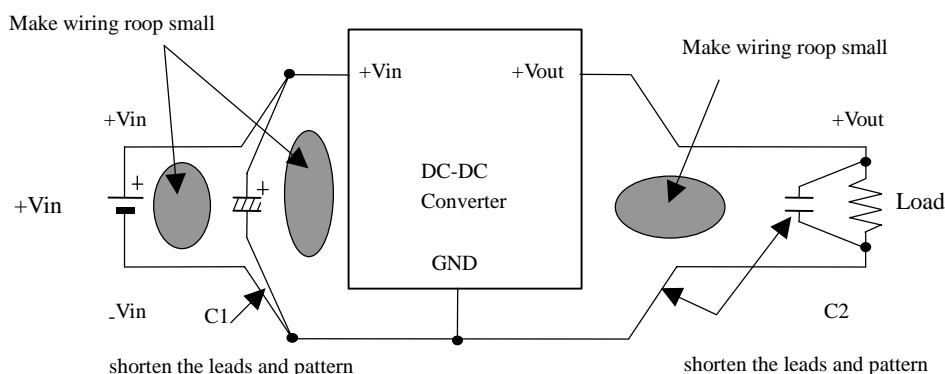 Make wiring roop small
Make wiring roop small
+Vin
+Vout
+Vin
+Vout
+
+
+Vin
DC-DC
Converter
Load
GND
-Vin
C1
C2
shorten the leads and pattern
shorten the leads and pattern